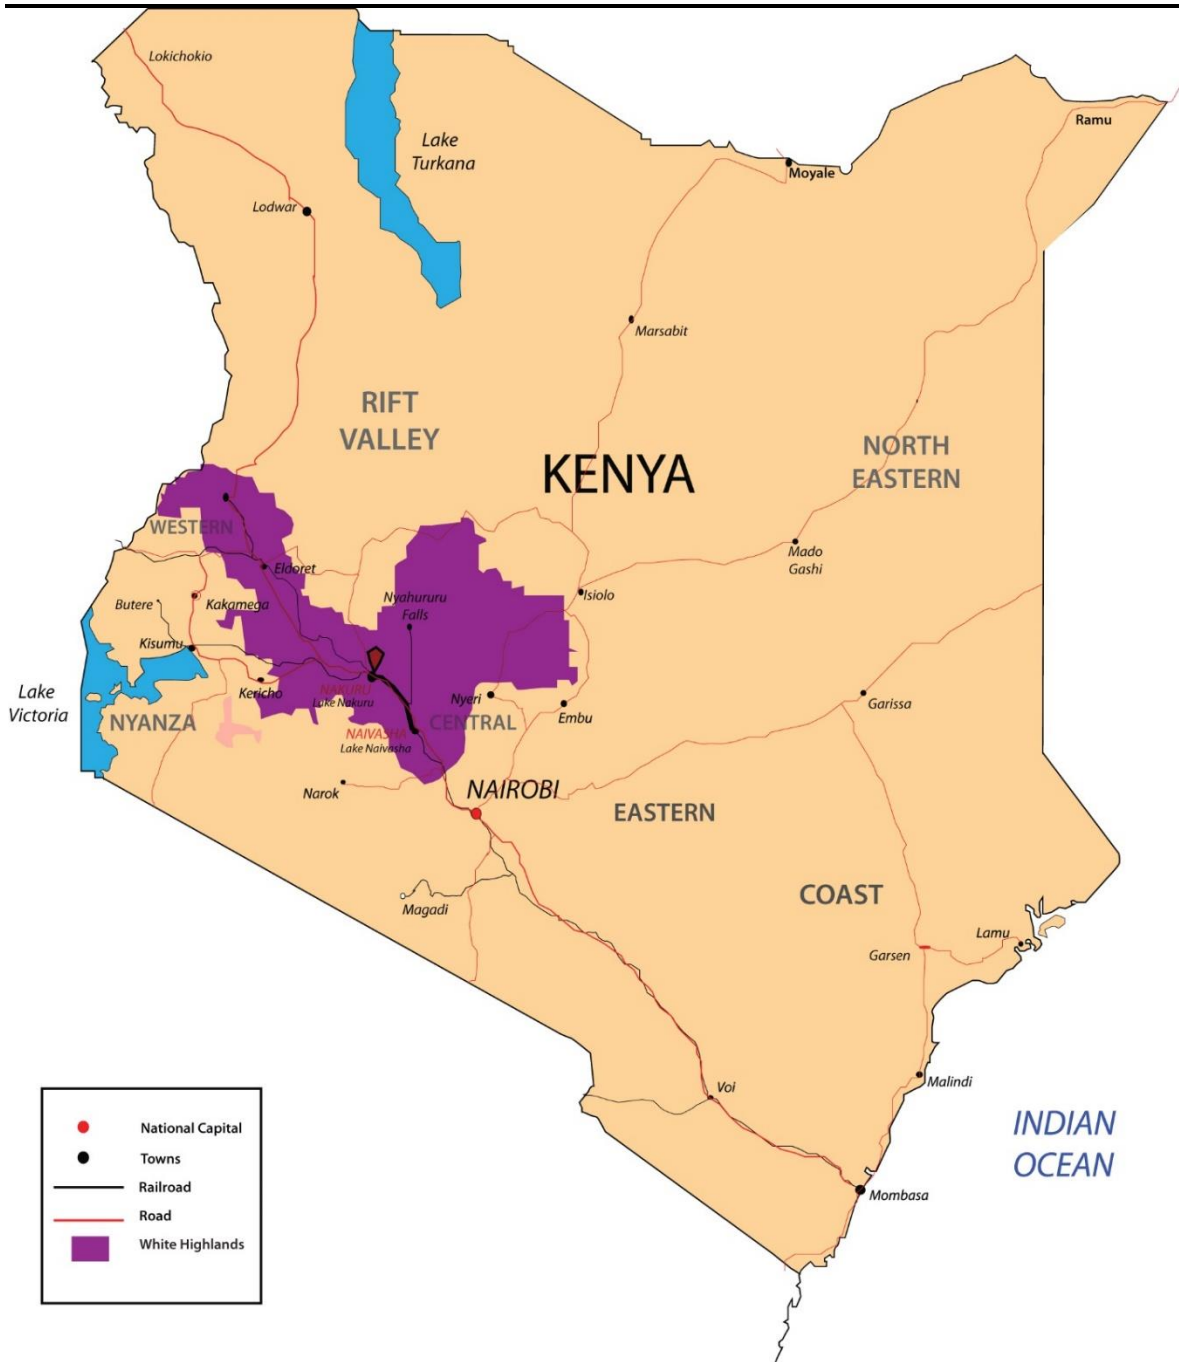 Lokichokio
Ramu
Lake
Turkana
Moyale
Lodwar
Marsabit
RIFT
VALLEY
NORTH
EASTERN
KENYA
WESTERN
Mado
Gashi
Eldoret
Isiolo
Butere
Kakamega
Nyahururu
Falls
Kisumu
Lake
Victoria
Kericho
NAKURU
Lake Nakuru
Nyeri
Garissa
NYANZA
CENTRAL
Embu
NAIVASHA
Lake Naivasha
Narok
NAIROBI
EASTERN
COAST
Magadi
Lamu
Garsen
Malindi
Voi
INDIAN
OCEAN
Mombasa
National Capital
Towns
Railroad
Road
White Highlands